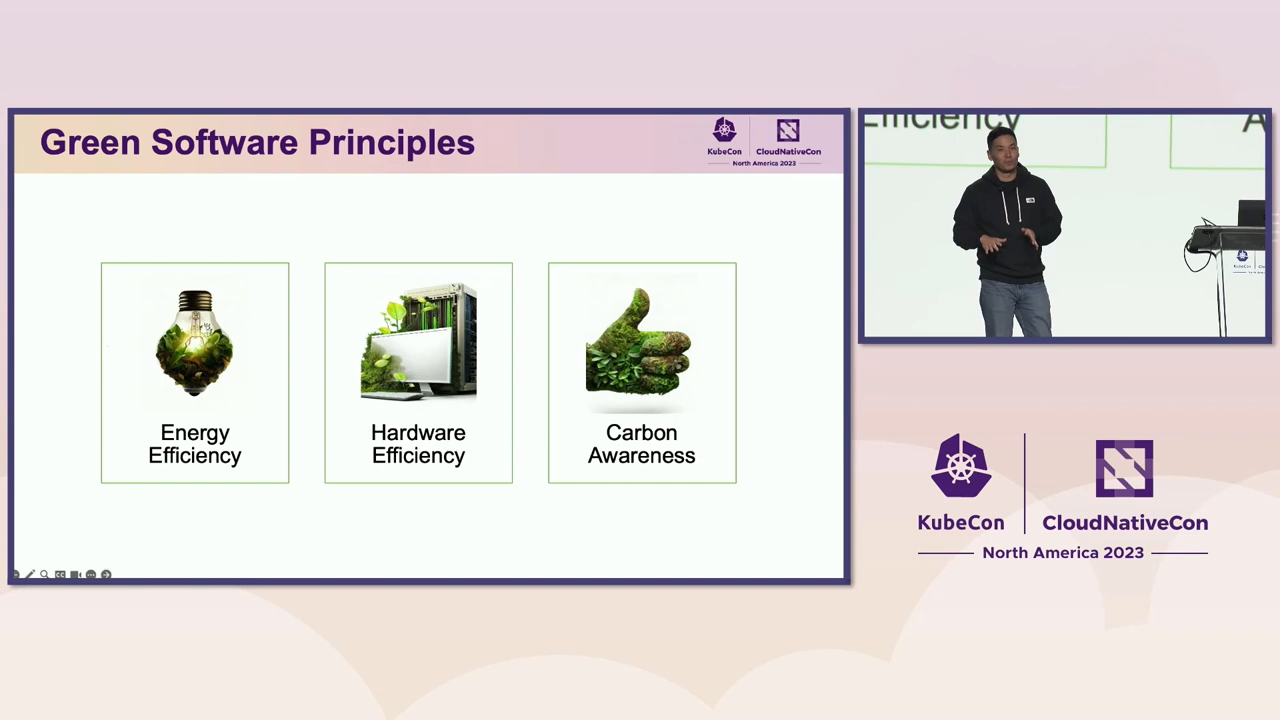 Green Software Principles
KubeCon
CloudNativeCon
North America 2023
Energy
Efficiency
Hardware
Efficiency
Carbon
Awareness
Efficiency
A
KubeCon
CloudNativeCon
North America 2023